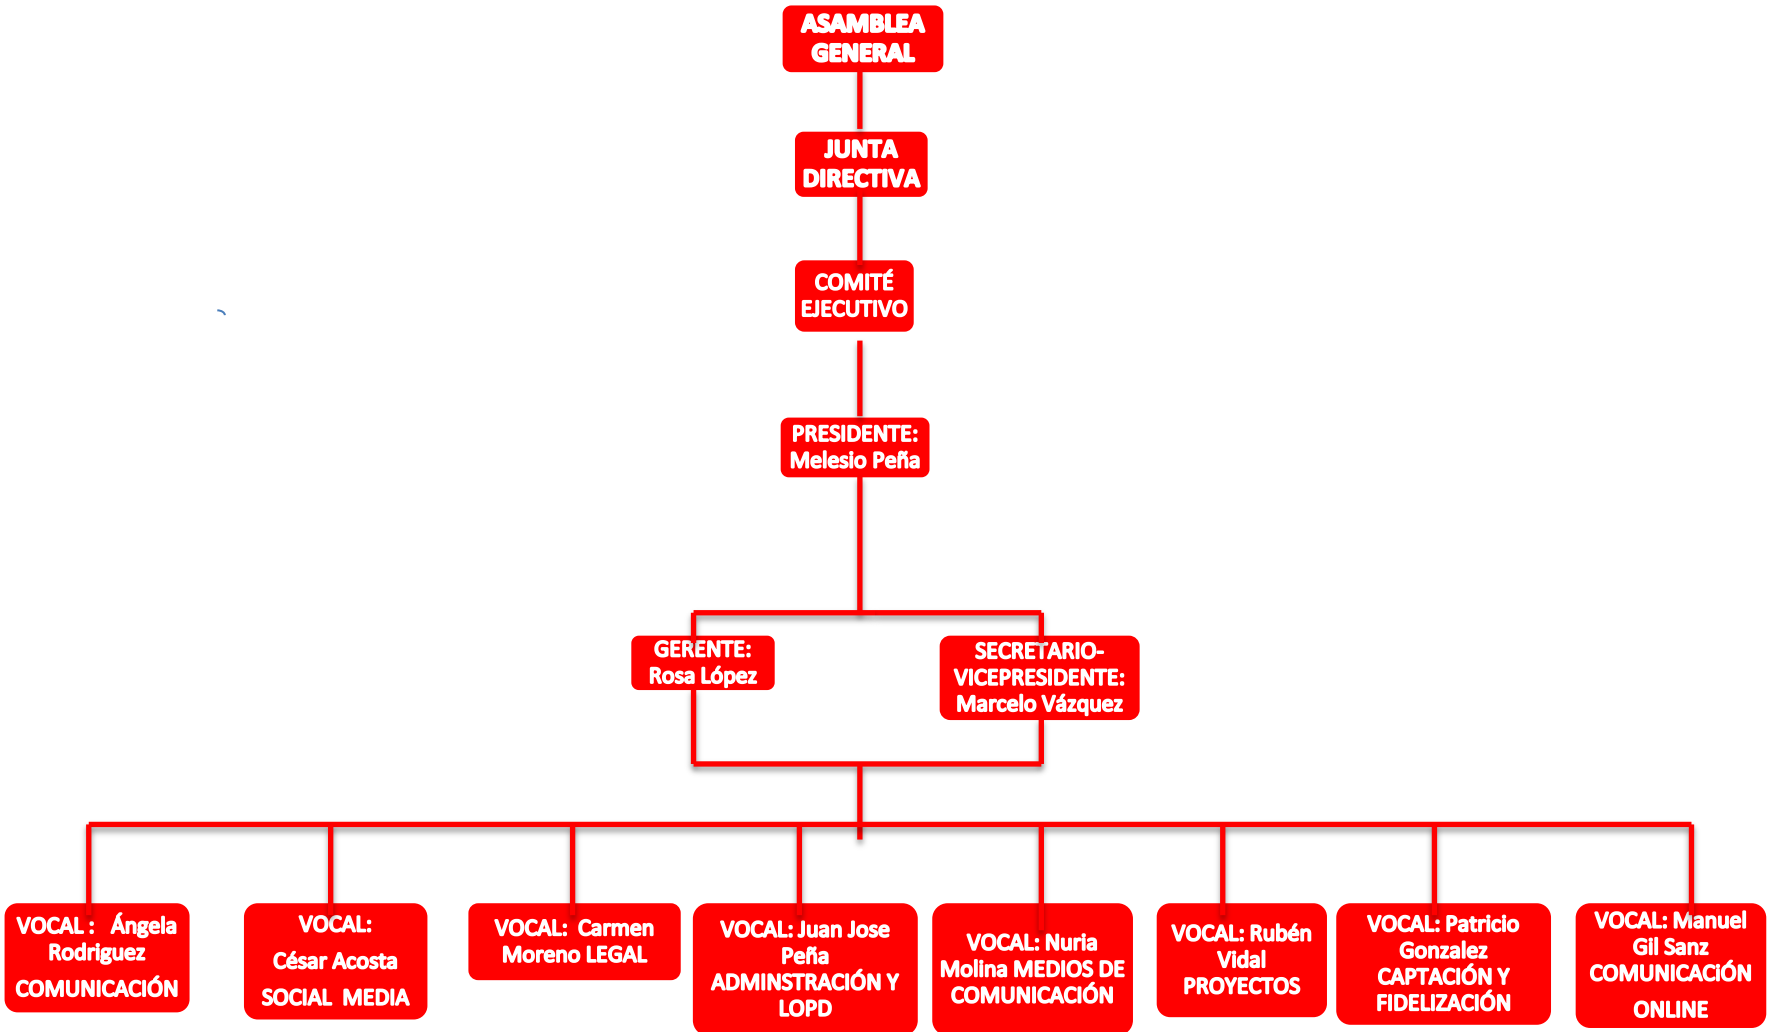 ASAMBLEA
GENERAL
JUNTA
DIRECTIVA
COMITÉ
EJECUTIVO
PRESIDENTE:
Melesio Peña
GERENTE:
Rosa López
SECRETARIO-
VICEPRESIDENTE:
Marcelo Vázquez
VOCAL : Ángela
Rodriguez
COMUNICACIÓN
VOCAL:
César Acosta
SOCIAL MEDIA
VOCAL: Carmen
Moreno LEGAL
VOCAL: Juan Jose
Peña
ADMINSTRACIÓN Y
LOPD
VOCAL: Nuria
Molina MEDIOS DE
COMUNICACIÓN
VOCAL: Rubén
Vidal
PROYECTOS
VOCAL: Patricio
Gonzalez
CAPTACIÓN Y
FIDELIZACIÓN
VOCAL: Manuel
Gil Sanz
COMUNICACiÓN
ONLINE